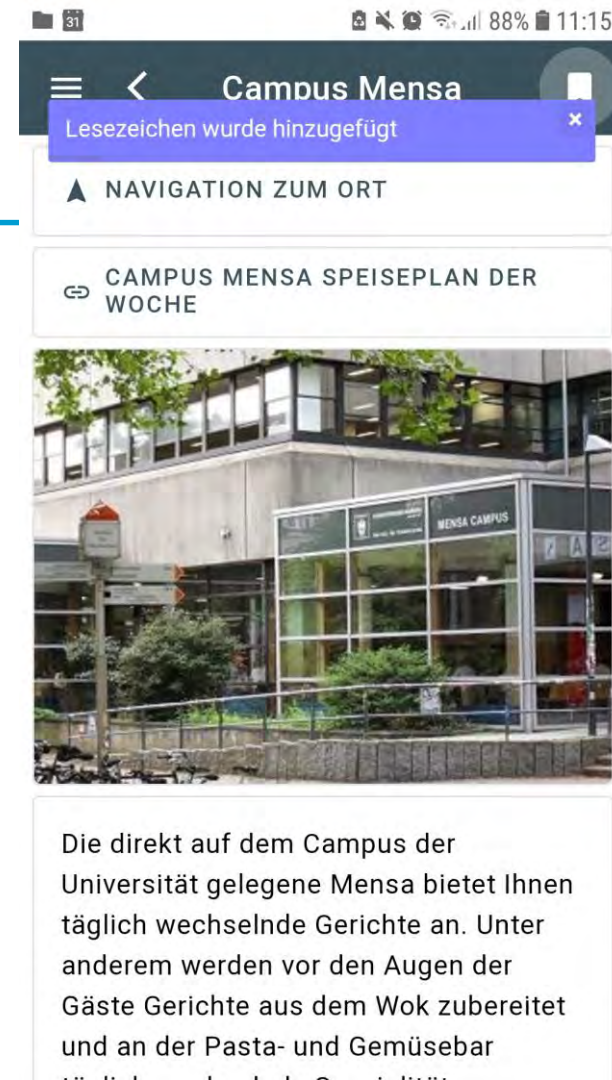 31
88%
11:15
Campus Mensa
Lesezeichen wurde hinzugefügt
×
NAVIGATION ZUM ORT
CAMPUS MENSA SPEISEPLAN DER
WOCHE
MENSA CAMPUS
Die direkt auf dem Campus der
Universität gelegene Mensa bietet Ihnen
täglich wechselnde Gerichte an. Unter
anderem werden vor den Augen der
Gäste Gerichte aus dem Wok zubereitet
und an der Pasta- und Gemüsebar